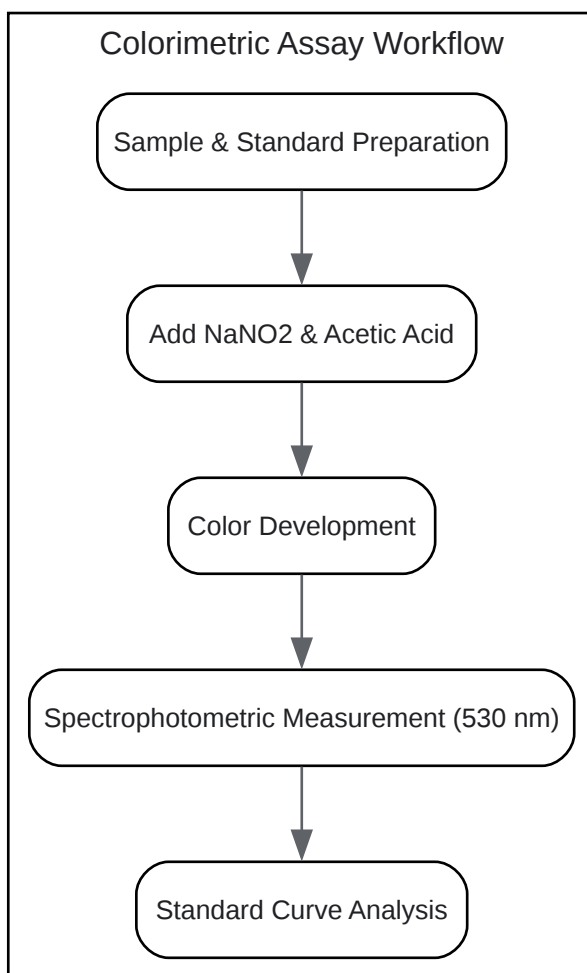 Colorimetric Assay Workflow
Sample & Standard Preparation
Add NaNO2 & Acetic Acid
Color Development
Spectrophotometric Measurement (530 nm)
Standard Curve Analysis